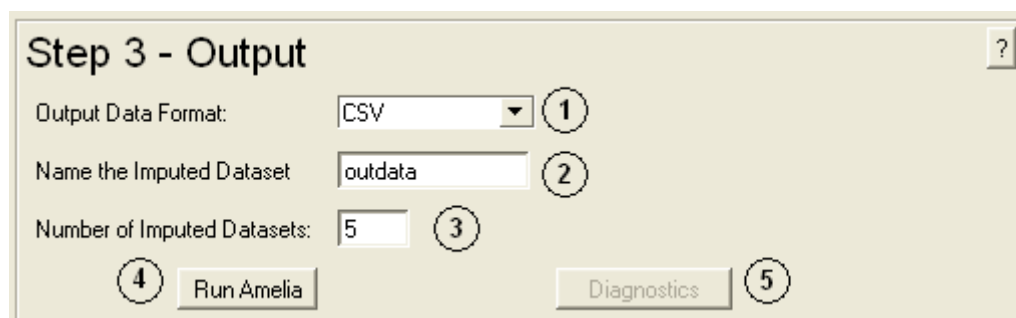 Step 3 - Output
?
Output Data Format: CSV 1
Name the Imputed Dataset outdata 2
Number of Imputed Datasets: 5 3
4 Run Amelia Diagnostics 5